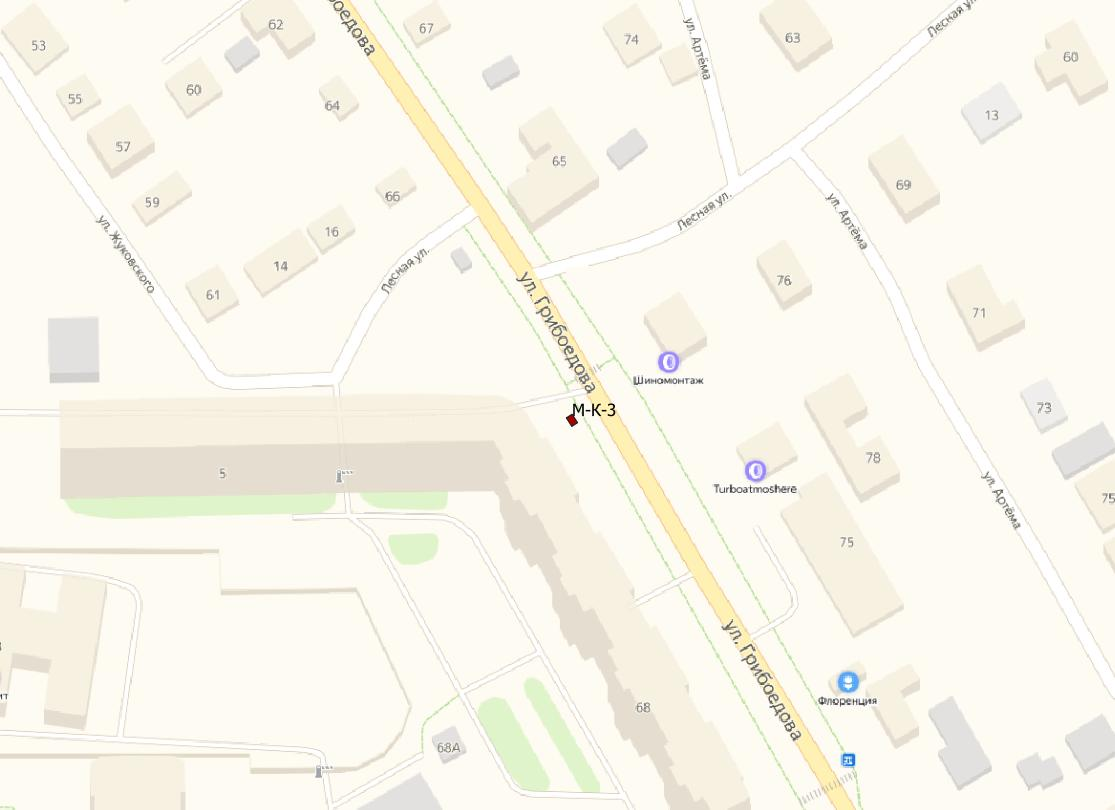 53
62
ул. Грибоедова
67
74
ул. Артёма
63
Лесная ул.
60
55
60
64
13
57
65
59
66
69
16
Лесная ул.
ул. Артёма
ул. Жуковского
14
Лесная ул.
61
76
71
ул. Грибоедова
Шиномонтаж
М-К-3
73
78
5
Turboatmoshere
75
ул. Артёма
75
ул. Грибоедова
Флоренция
68
68А